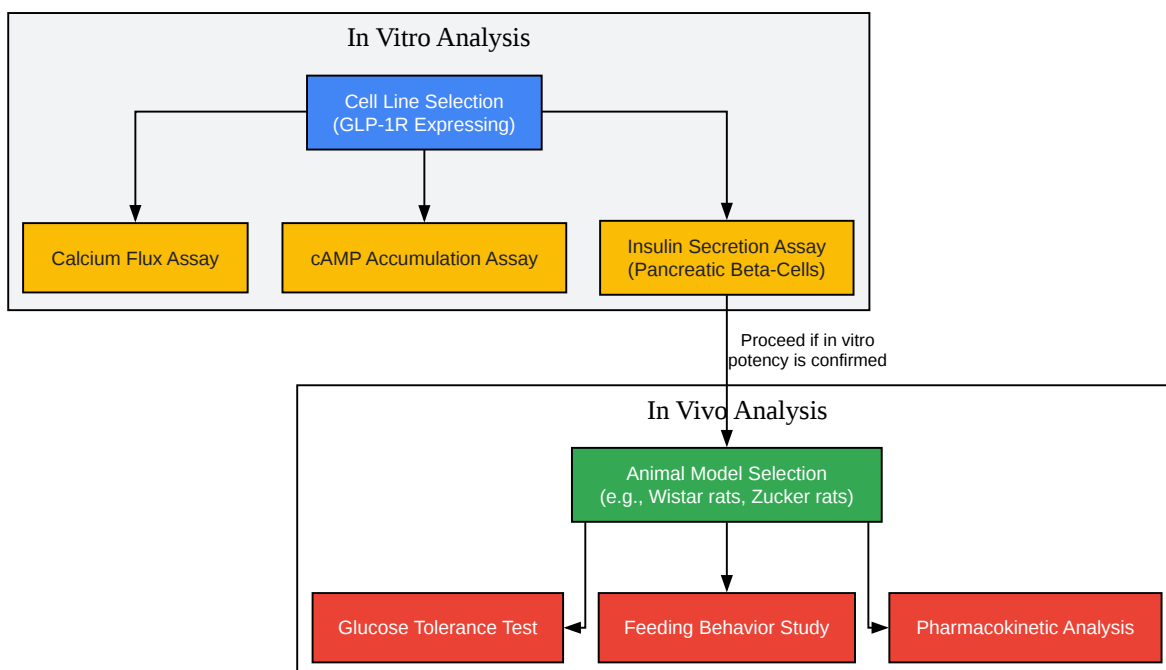 In Vitro Analysis
Cell Line Selection
(GLP-1R Expressing)
Calcium Flux Assay
cAMP Accumulation Assay
Insulin Secretion Assay
(Pancreatic Beta-Cells)
Proceed if in vitro
potency is confirmed
In Vivo Analysis
Animal Model Selection
(e.g., Wistar rats, Zucker rats)
Glucose Tolerance Test
Feeding Behavior Study
Pharmacokinetic Analysis